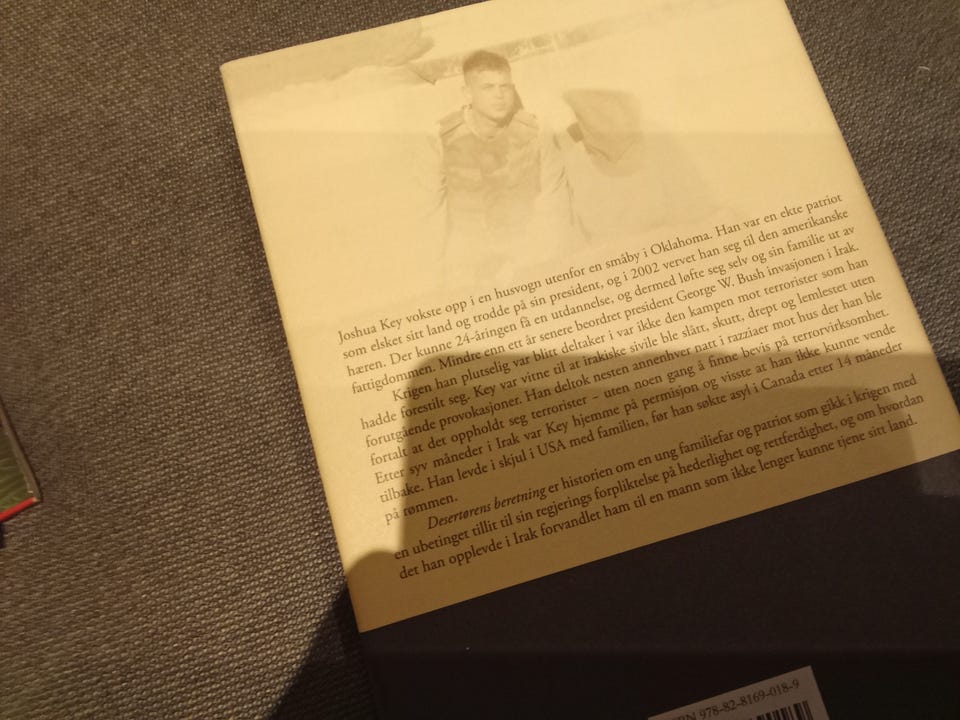 Joshua Key vokste opp i en husvogn utenfor en småby i Oklahoma. Han var en ekte patriot
som elsket sitt land og trodde på sin president, og i 2002 vervet han seg til den amerikanske
hæren. Der kunne 24-åringen få en utdannelse, og dermed løfte seg selv og sin familie ut av
fattigdommen. Mindre enn ett år senere beordret president George W. Bush invasjonen i Irak.
Krigen han plutselig var blitt deltaker i var ikke den kampen mot terrorister som han
hadde forestilt seg. Key var vitne til at irakiske sivile ble slått, skutt, drept og lemlestet uten
forutgående provokasjoner. Han deltok nesten annenhver natt i razziaer mot hus der han ble
fortalt at det oppholdt seg terrorister – uten noen gang å finne bevis på terrorvirksomhet.
Etter syv måneder i Irak var Key hjemme på permisjon og visste at han ikke kunne vende
tilbake. Han levde i skjul i USA med familien, før han søkte asyl i Canada etter 14 måneder
på rømmen.
Desertørens beretning er historien om en ung familiefar og patriot som gikk i krigen med
en ubetinget tillit til sin regjerings forpliktelse på hederlighet og rettferdighet, og om hvordan
det han opplevde i Irak forvandlet ham til en mann som ikke lenger kunne tjene sitt land.
978-82-8169-018-9